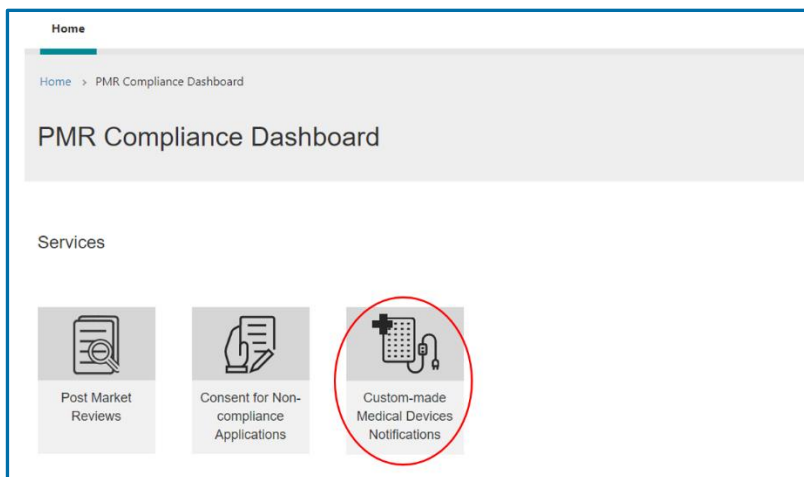 Home
Home > PMR Compliance Dashboard
PMR Compliance Dashboard
Services
Post Market
Reviews
Consent for Non-
compliance
Applications
Custom-made
Medical Devices
Notifications